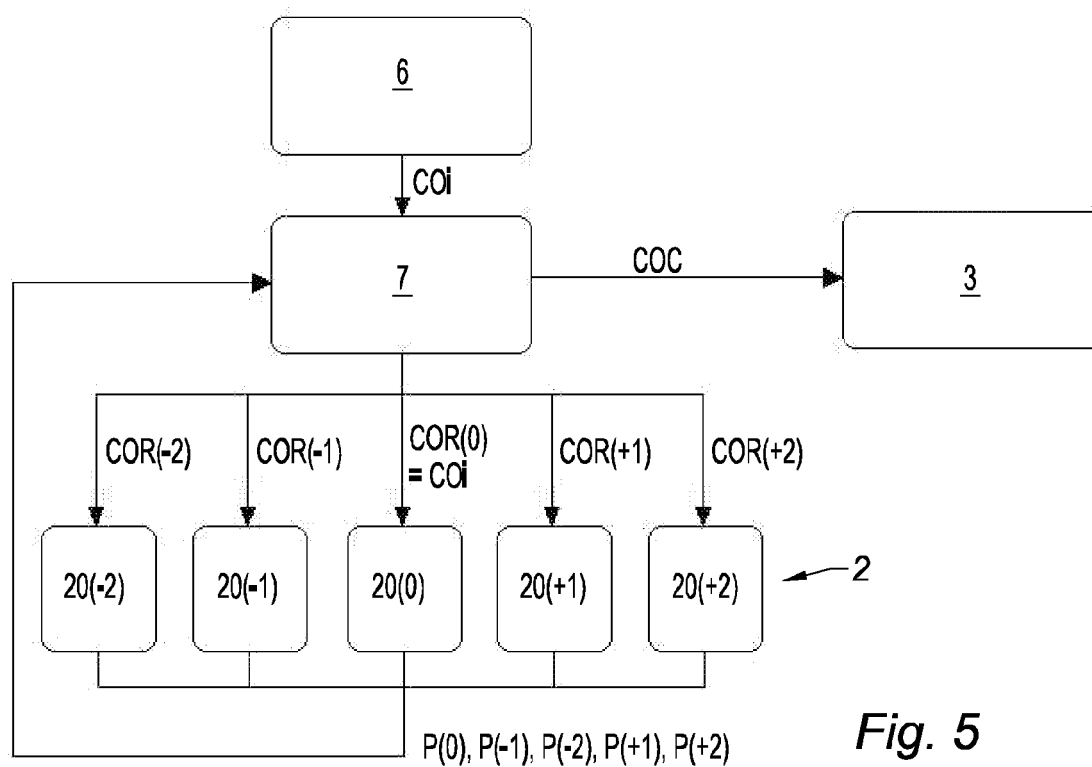 6
COi
7
COC
3
COR(-2)
COR(-1)
COR(0)
= COi
COR(+1)
COR(+2)
20(-2)
20(-1)
20(0)
20(+1)
20(+2)
2
P(0), P(-1), P(-2), P(+1), P(+2)
Fig. 5